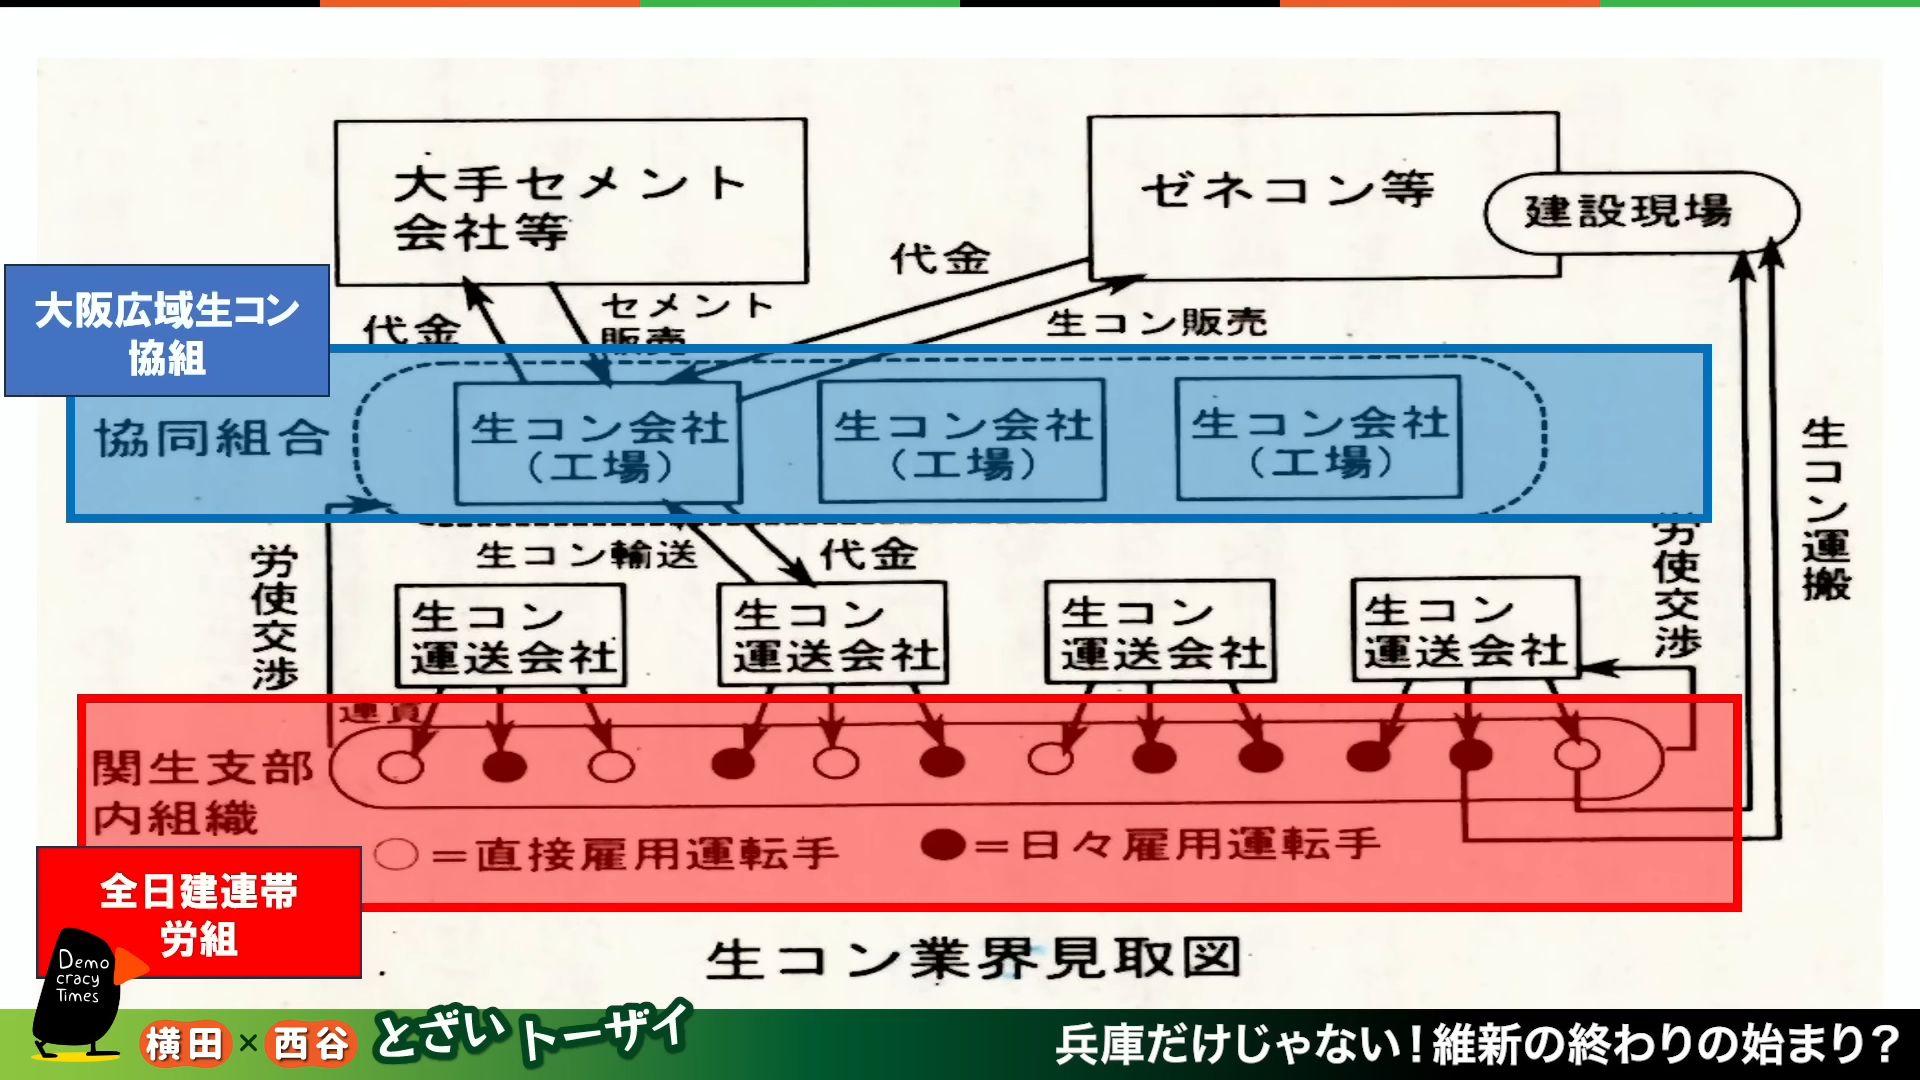 大手セメント
会社等
ゼネコン等
建設現場
代金
大阪広域生コン
協組
代金
セメント
販売
生コン販売
協同組合
生コン会社
（工場）
生コン会社
（工場）
生コン会社
（工場）
生コン運搬
労使交渉
生コン輸送
代金
労使交渉
生コン
運送会社
生コン
運送会社
生コン
運送会社
生コン
運送会社
関生支部
内組織
○＝直接雇用運転手
●＝日々雇用運転手
全日建連帯
労組
生コン業界見取図
Demo
cracy
Times
横田×西谷 とざいトーザイ
兵庫だけじゃない！維新の終わりの始まり？